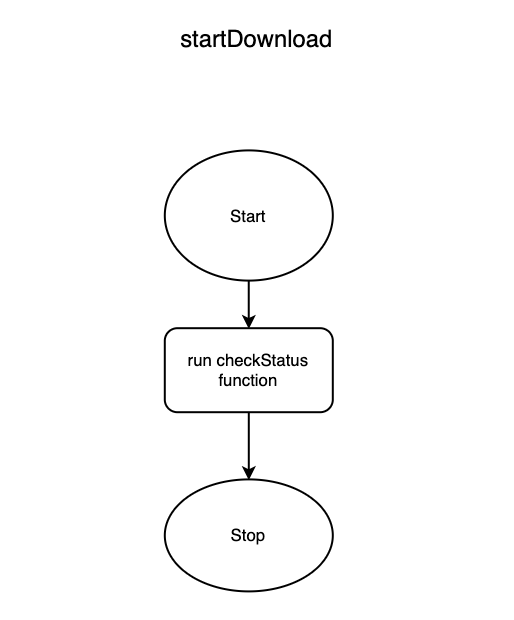 startDownload
Start
run checkStatus
function
Stop